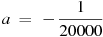 a = - 1/20000